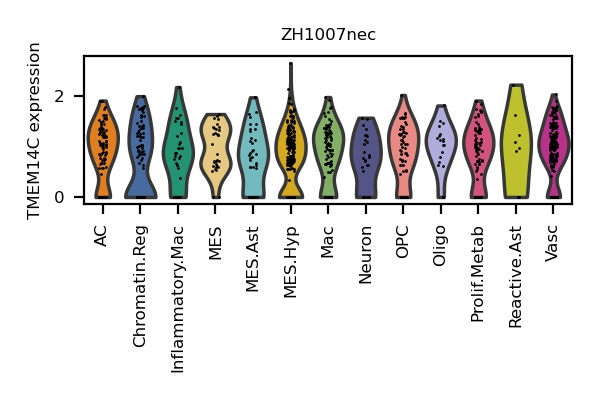 ZH1007nec
TMEM14C expression
2
0
AC
Chromatin.Reg
Inflammatory.Mac
MES
MES.Ast
MES.Hyp
Mac
Neuron
OPC
Oligo
Prolif.Metab
Reactive.Ast
Vasc